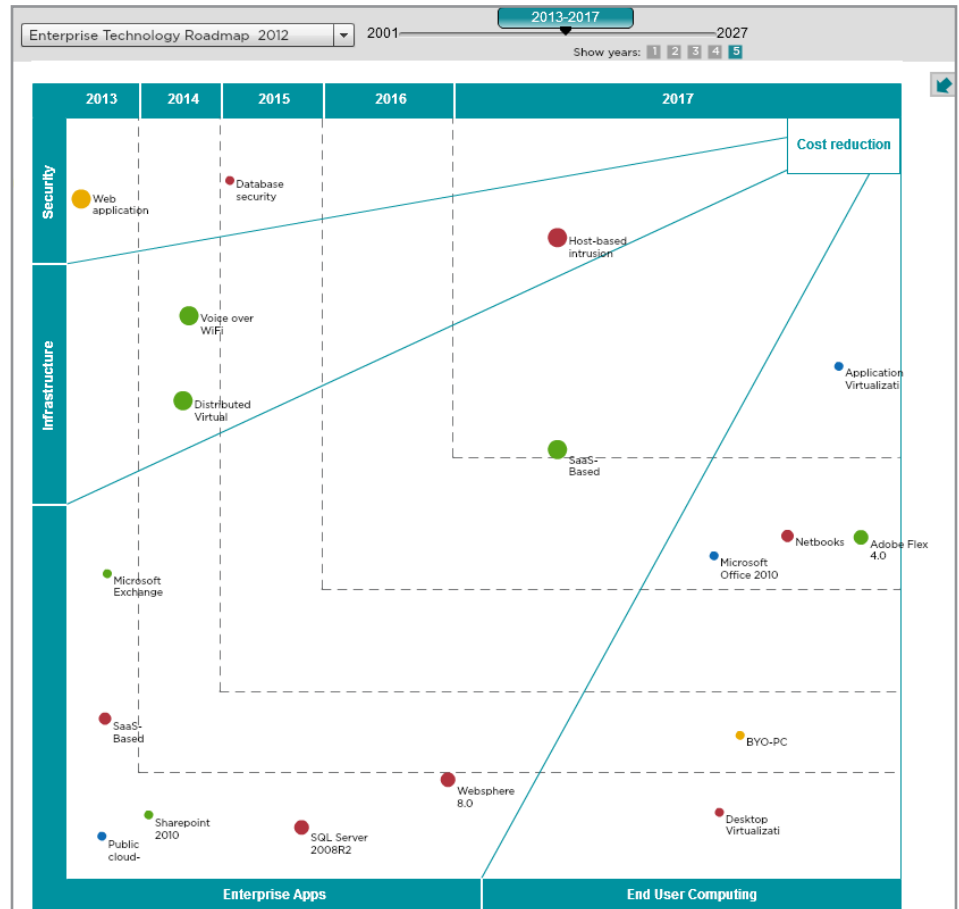 2013-2017
Enterprise Technology Roadmap 2012
2001
2027
Show years: 1 2 3 4 5
2013
2014
2015
2016
2017
Security
Cost reduction
Web
application
Database
security
Host-based
intrusion
Infrastructure
Voice over
WiFi
Distributed
Virtual
Application
Virtualizati
SaaS-
Based
Netbooks
Adobe Flex
4.0
Microsoft
Office 2010
Microsoft
Exchange
SaaS-
Based
BYO-PC
Websphere
8.0
Sharepoint
2010
Public
cloud-
SQL Server
2008R2
Desktop
Virtualizati
Enterprise Apps
End User Computing